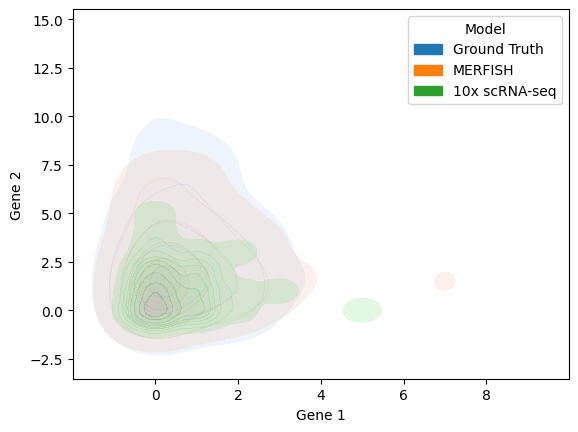 Model
Ground Truth
MERFISH
10x scRNA-seq
15.0
12.5
10.0
7.5
5.0
2.5
0.0
−2.5
Gene 2
0 2 4 6 8
Gene 1